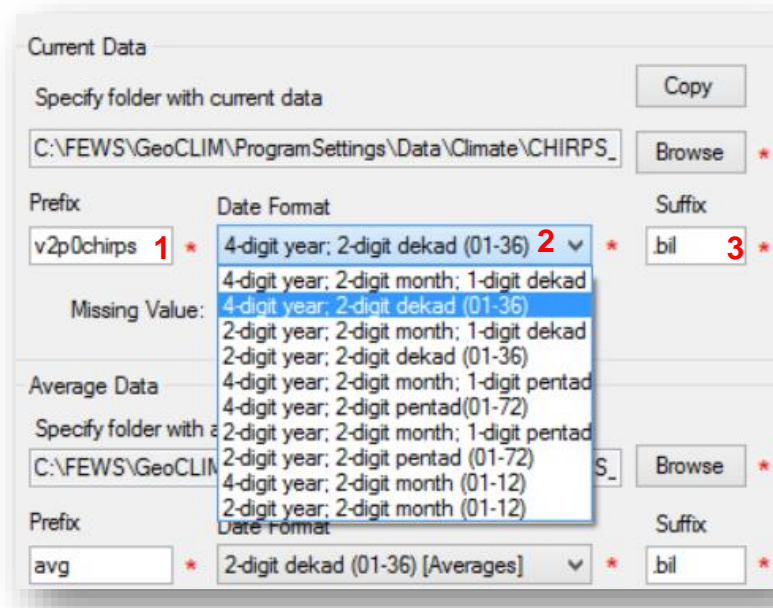 Current Data
Copy
Specify folder with current data
C:\FEWS\GeoCLIM\ProgramSettings\Data\Climate\CHIRPS_ Browse *
Prefix Date Format Suffix
v2p0chirps 1 * 4-digit year; 2-digit dekad (01-36) 2 * .bil 3 *
4-digit year; 2-digit month; 1-digit dekad
Missing Value: 4-digit year; 2-digit dekad (01-36)
2-digit year; 2-digit month; 1-digit dekad
2-digit year; 2-digit dekad (01-36)
4-digit year; 2-digit month; 1-digit pentad
Average Data
4-digit year; 2-digit pentad(01-72)
Specify folder with 2-digit year; 2-digit month; 1-digit pentad
C:\FEWS\GeoCLIM 2-digit year; 2-digit pentad (01-72) S_ Browse *
4-digit year; 2-digit month (01-12)
2-digit year; 2-digit month (01-12)
Prefix Date Format Suffix
avg * 2-digit dekad (01-36) [Averages] * .bil *